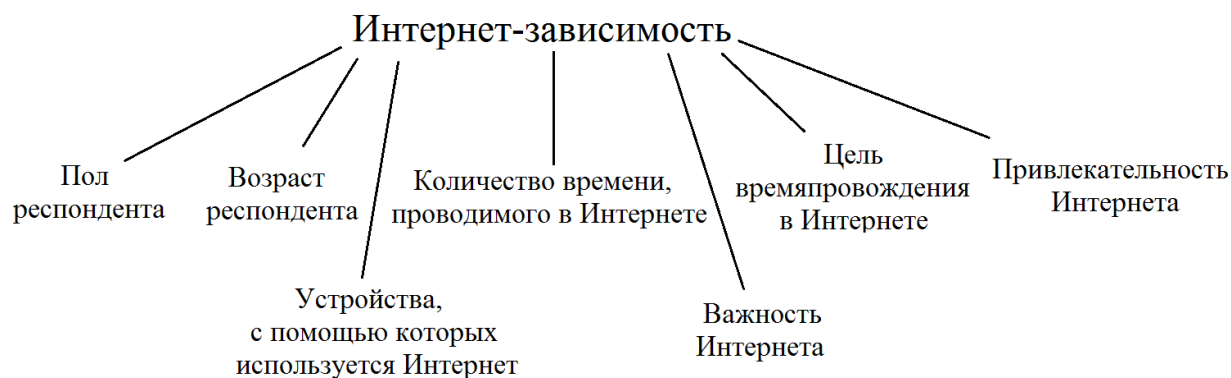 Интернет-зависимость
Пол
респондента
Возраст
респондента
Количество времени,
проводимого в Интернете
Цель
времяпровождения
в Интернете
Привлекательность
Интернета
Устройства,
с помощью которых
используется Интернет
Важность
Интернета